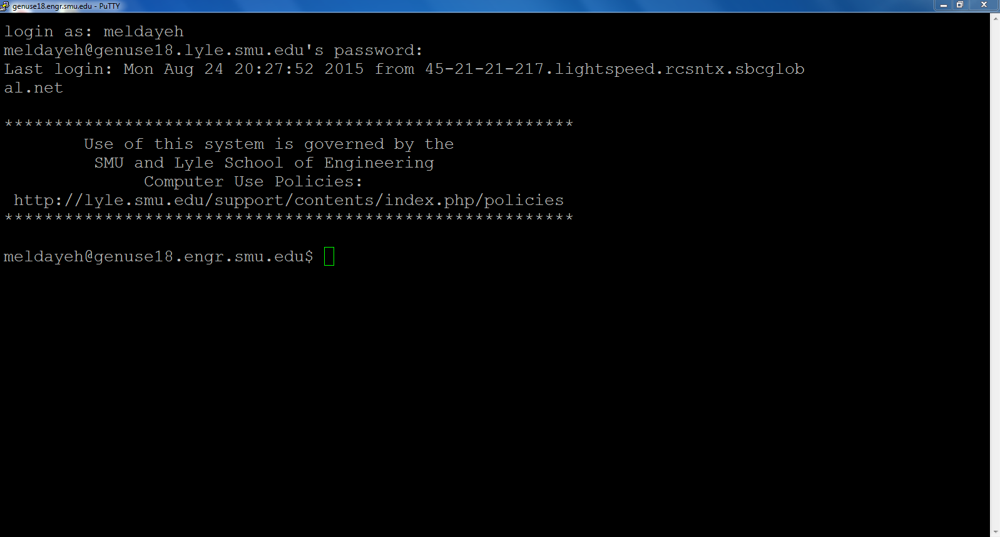 genuse18.engr.smu.edu - PuTTY
login as: meldayeh
meldayeh@genuse18.lyle.smu.edu's password:
Last login: Mon Aug 24 20:27:52 2015 from 45-21-21-217.lightspeed.rcsntx.sbcglob
al.net
*********************************************************
Use of this system is governed by the
SMU and Lyle School of Engineering
Computer Use Policies:
http://lyle.smu.edu/support/contents/index.php/policies
*********************************************************
meldayeh@genuse18.engr.smu.edu$